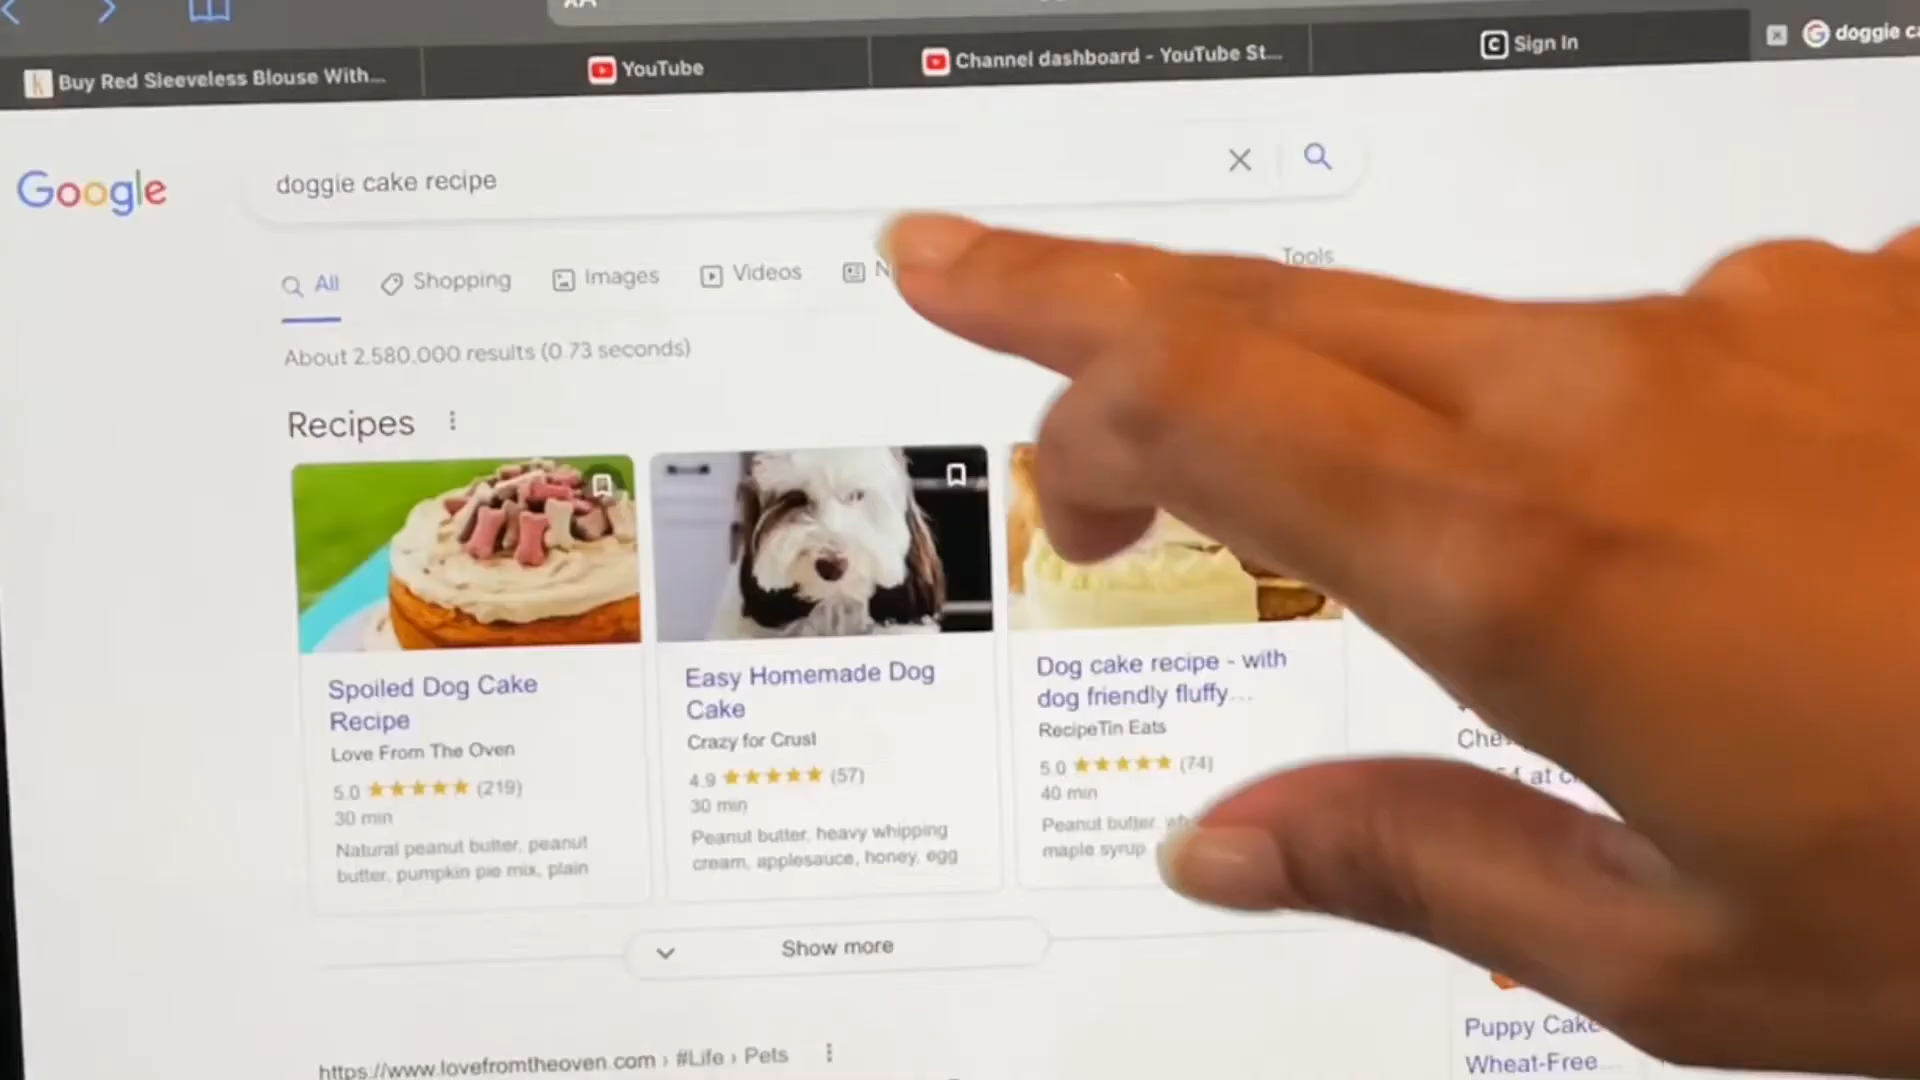 Buy Red Sleeveless Blouse With...
YouTube
Channel dashboard - YouTube St...
Sign In
doggie ca
Google
doggie cake recipe
All
Shopping
Images
Videos
Tools
About 2,580,000 results (0.73 seconds)
Recipes
Spoiled Dog Cake
Recipe
Love From The Oven
5.0 (219)
30 min
Natural peanut butter, peanut
butter, pumpkin pie mix, plain
Easy Homemade Dog
Cake
Crazy for Crust
4.9 (57)
30 min
Peanut butter, heavy whipping
cream, applesauce, honey, egg
Dog cake recipe - with
dog friendly fluffy...
RecipeTin Eats
5.0 (74)
40 min
Peanut butter, wh
maple syrup
Show more
https://www.lovefromtheoven.com › #Life › Pets
Che
at c
Puppy Cake
Wheat-Free...